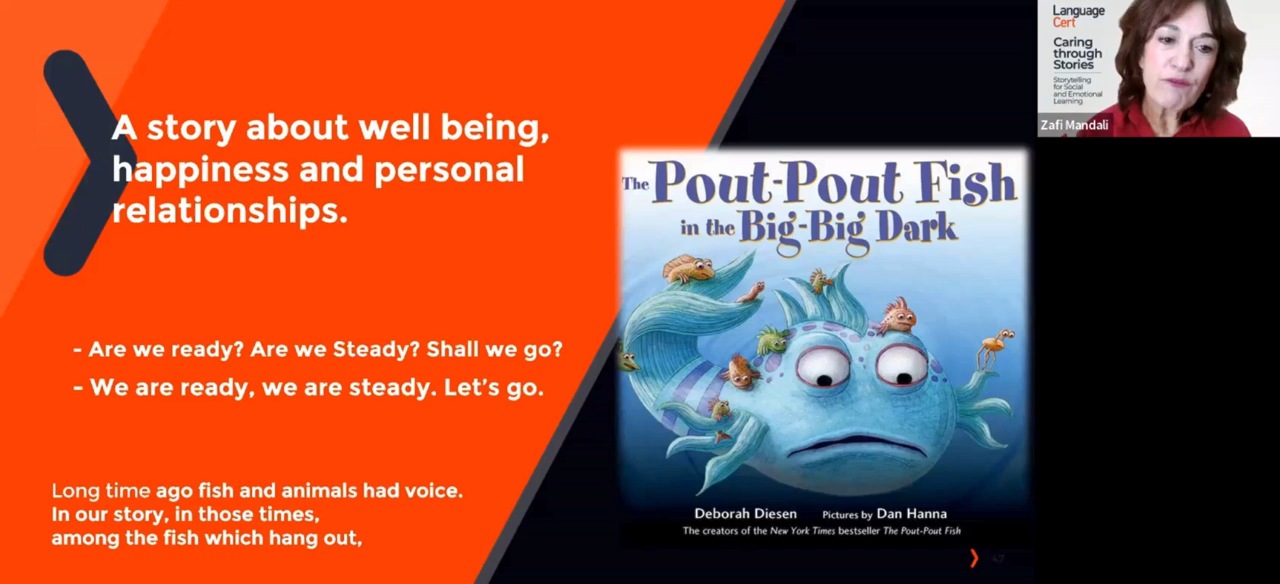 A story about well being,
happiness and personal
relationships.
- Are we ready? Are we Steady? Shall we go?
- We are ready, we are steady. Let's go.
Long time ago fish and animals had voice.
In our story, in those times,
among the fish which hang out,
The Pout-Pout Fish
in the Big-Big Dark
Deborah Diesen Pictures by Dan Hanna
The creators of the New York Times bestseller The Pout-Pout Fish
47
Language
Cert
Caring
through
Stories
Storytelling
for Social
and Emotional
Learning
Zafi Mandali